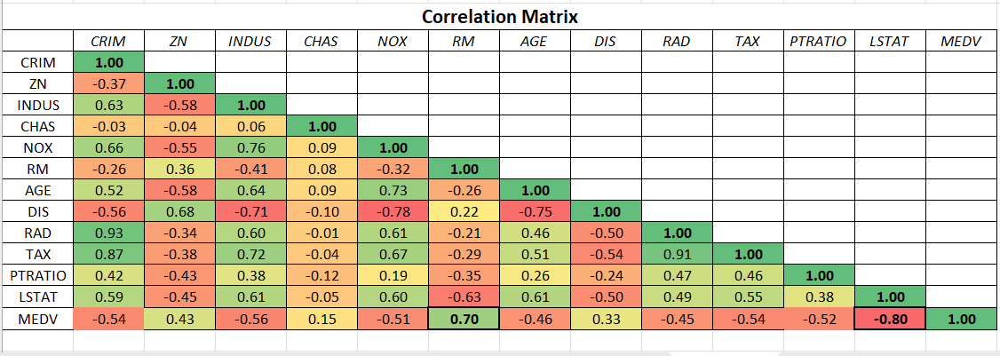 Correlation Matrix
CRIM ZN INDUS CHAS NOX RM AGE DIS RAD TAX PTRATIO LSTAT MEDV
CRIM 1.00
ZN -0.37 1.00
INDUS 0.63 -0.58 1.00
CHAS -0.03 -0.04 0.06 1.00
NOX 0.66 -0.55 0.76 0.09 1.00
RM -0.26 0.36 -0.41 0.08 -0.32 1.00
AGE 0.52 -0.58 0.64 0.09 0.73 -0.26 1.00
DIS -0.56 0.68 -0.71 -0.10 -0.78 0.22 -0.75 1.00
RAD 0.93 -0.34 0.60 -0.01 0.61 -0.21 0.46 -0.50 1.00
TAX 0.87 -0.38 0.72 -0.04 0.67 -0.29 0.51 -0.54 0.91 1.00
PTRATIO 0.42 -0.43 0.38 -0.12 0.19 -0.35 0.26 -0.24 0.47 0.46 1.00
LSTAT 0.59 -0.45 0.61 -0.05 0.60 -0.63 0.61 -0.50 0.49 0.55 0.38 1.00
MEDV -0.54 0.43 -0.56 0.15 -0.51 0.70 -0.46 0.33 -0.45 -0.54 -0.52 -0.80 1.00